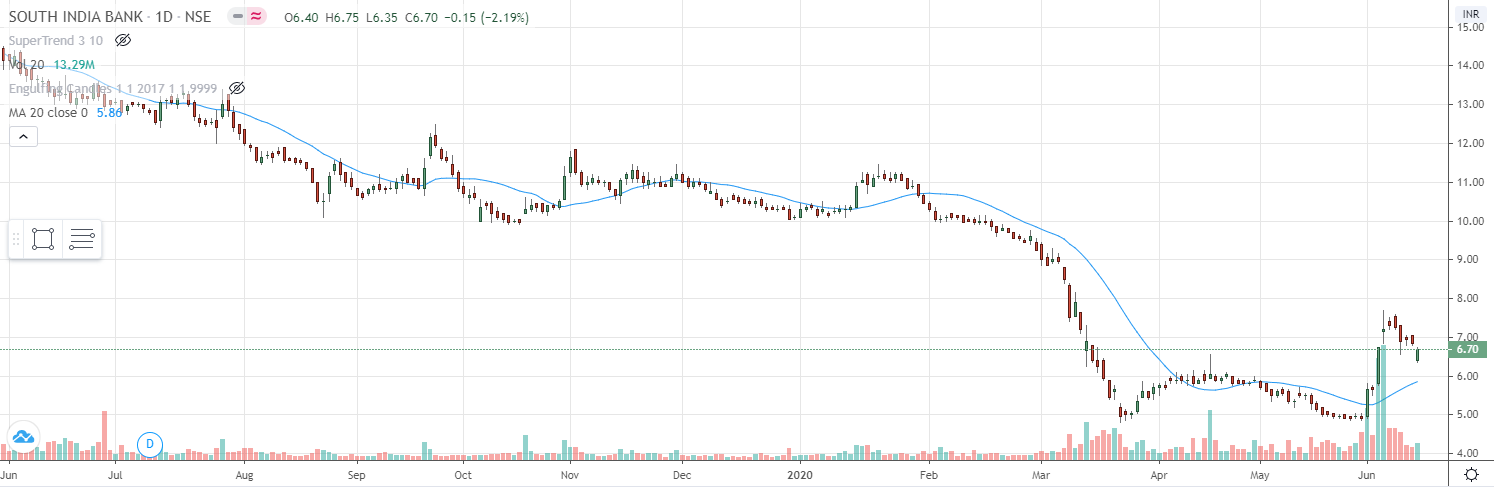 SOUTH INDIA BANK · 1D · NSE O6.40 H6.75 L6.35 C6.70 −0.15 (−2.19%)
SuperTrend 3 10
Vol 20 13.29M
Engulfing Candles 1 1 2017 1 1 9999
MA 20 close 0 5.86
INR
15.00
14.00
13.00
12.00
11.00
10.00
9.00
8.00
7.00
6.70
6.00
5.00
4.00
D
Jun Jul Aug Sep Oct Nov Dec 2020 Feb Mar Apr May Jun